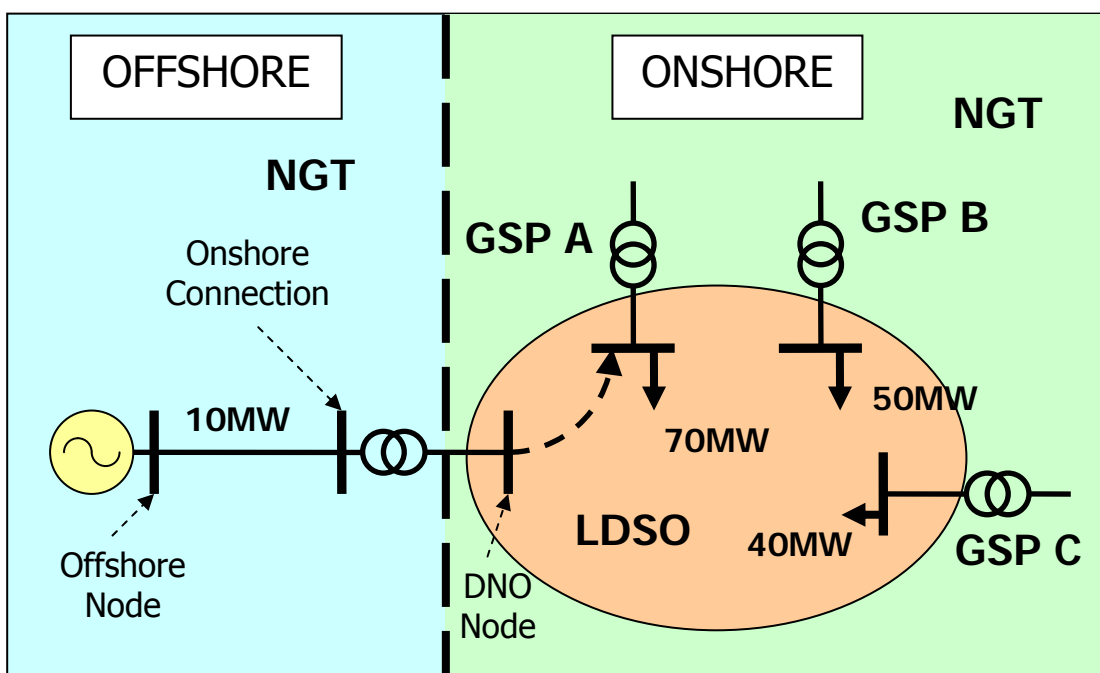 OFFSHORE
ONSHORE
NGT
NGT
GSP A
GSP B
Onshore
Connection
10MW
50MW
70MW
LDSO
40MW
GSP C
Offshore
Node
DNO
Node